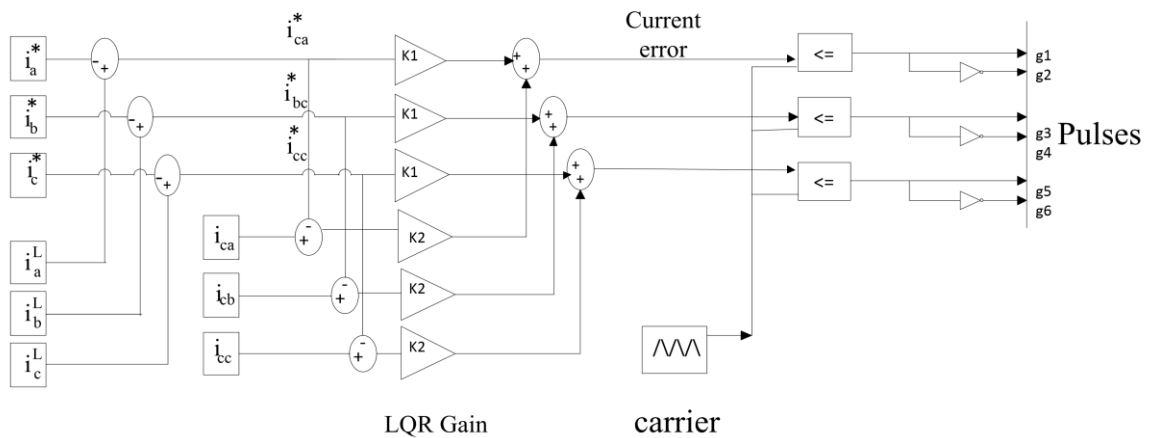 i*ca
Current
error
i*a
-
+
K1
+
+
<=
g1
g2
i*bc
i*b
-
+
K1
+
+
<=
g3
g4
Pulses
i*cc
i*c
-
+
K1
+
+
<=
g5
g6
ica
-
+
K2
iLa
icb
-
+
K2
iLb
icc
-
+
K2
iLc
LQR Gain
carrier